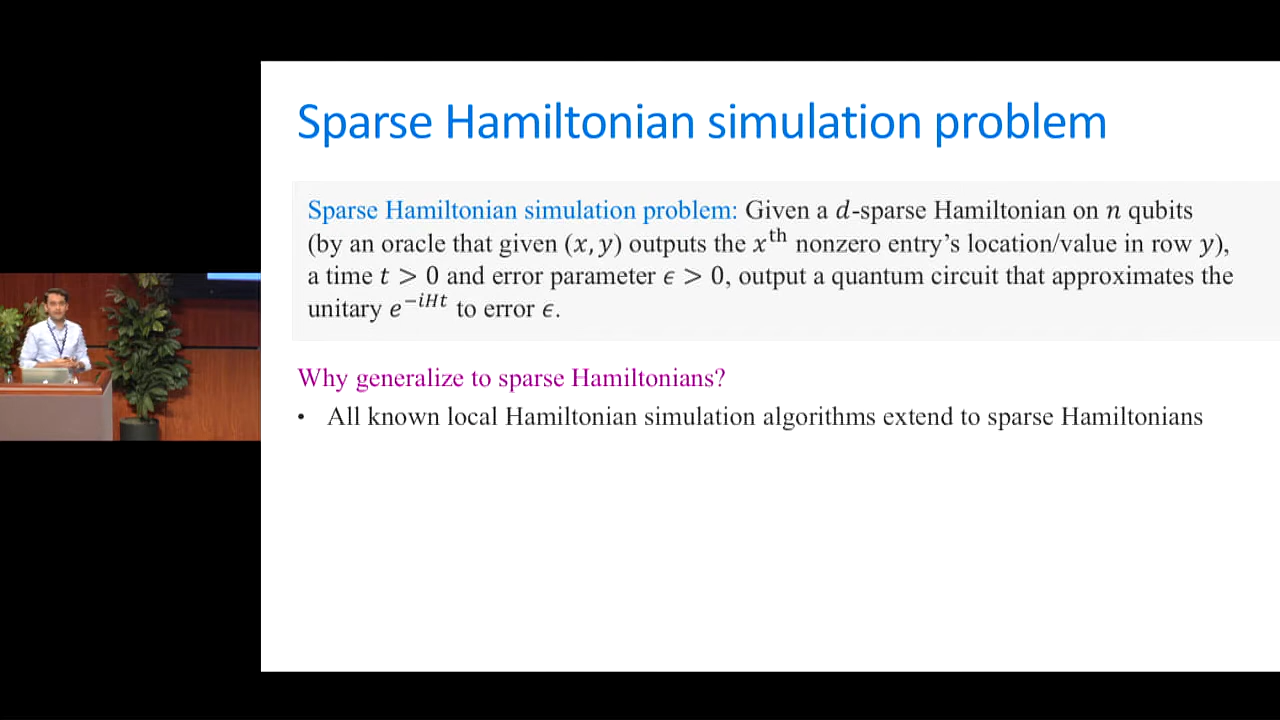 Sparse Hamiltonian simulation problem
Sparse Hamiltonian simulation problem: Given a d-sparse Hamiltonian on n qubits
(by an oracle that given (x, y) outputs the xᵗʰ nonzero entry's location/value in row y),
a time t > 0 and error parameter ϵ > 0, output a quantum circuit that approximates the
unitary e⁻ⁱᴴᵗ to error ϵ.
Why generalize to sparse Hamiltonians?
• All known local Hamiltonian simulation algorithms extend to sparse Hamiltonians